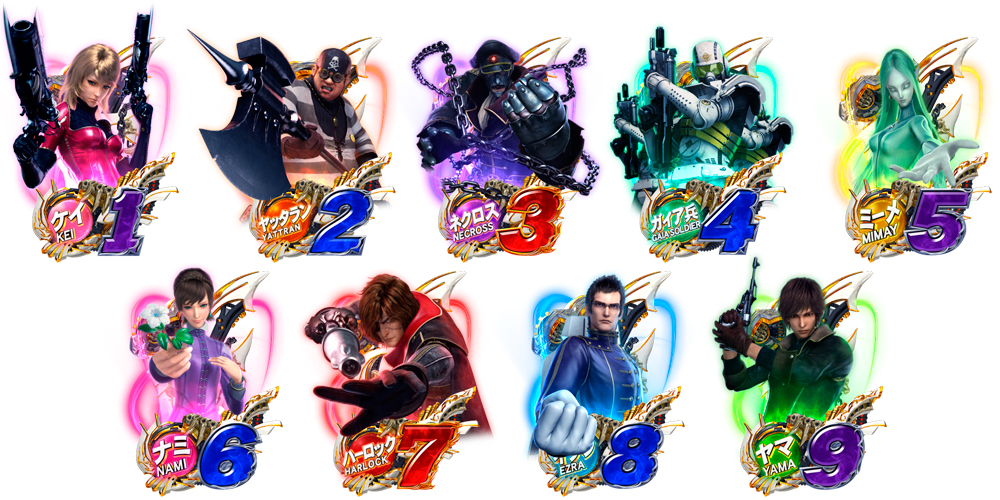 ケイ
KEI
1
ヤッタラン
YATTRAN
2
ネクロス
NECROSS
3
ガイア兵
GAIASOLDIER
4
ミーメ
MIMAY
5
ナミ
NAMI
6
ハーロック
HARLOCK
7
EZRA
8
ヤマ
YAMA
9